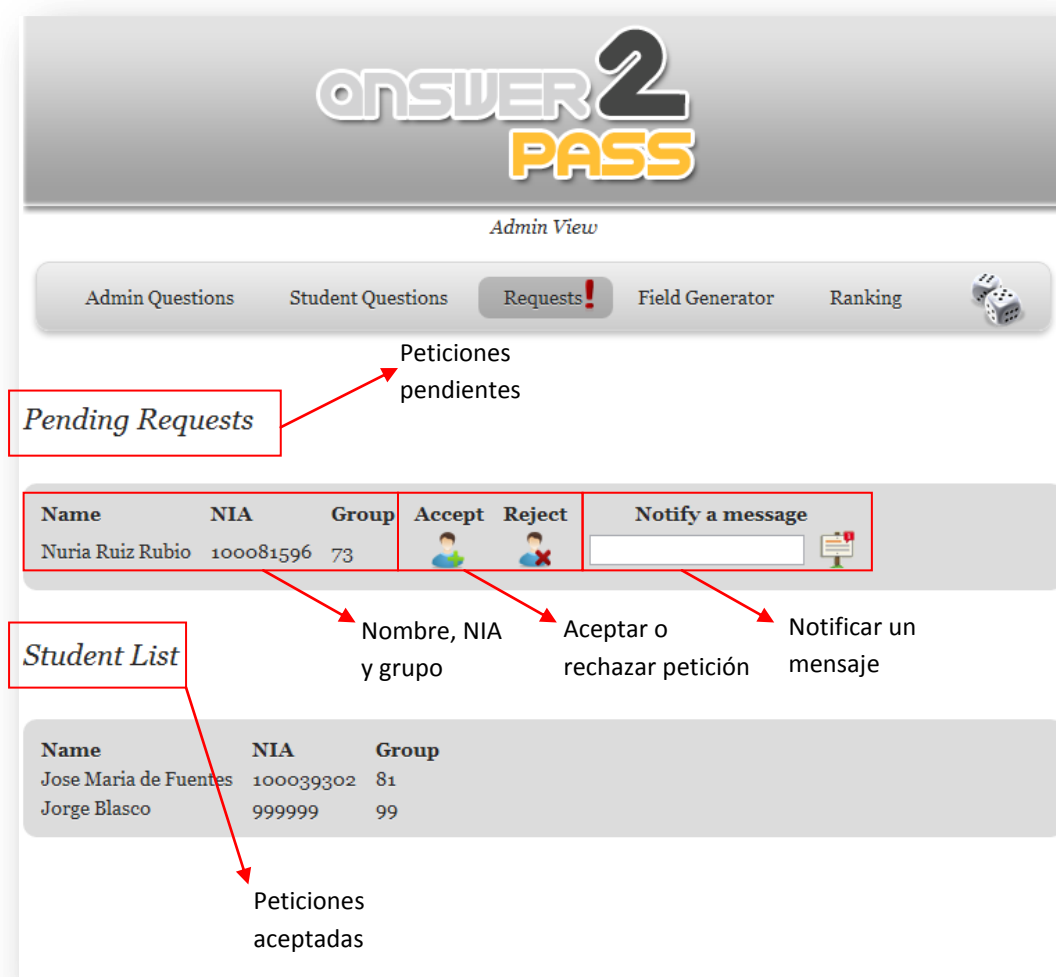 answer 2
PASS
Admin View
Admin Questions Student Questions Requests! Field Generator Ranking
Peticiones
pendientes
Pending Requests
Name NIA Group Accept Reject Notify a message
Nuria Ruiz Rubio 100081596 73
Nombre, NIA
y grupo
Aceptar o
rechazar petición
Notificar un
mensaje
Student List
Name NIA Group
Jose Maria de Fuentes 100039302 81
Jorge Blasco 999999 99
Peticiones
aceptadas